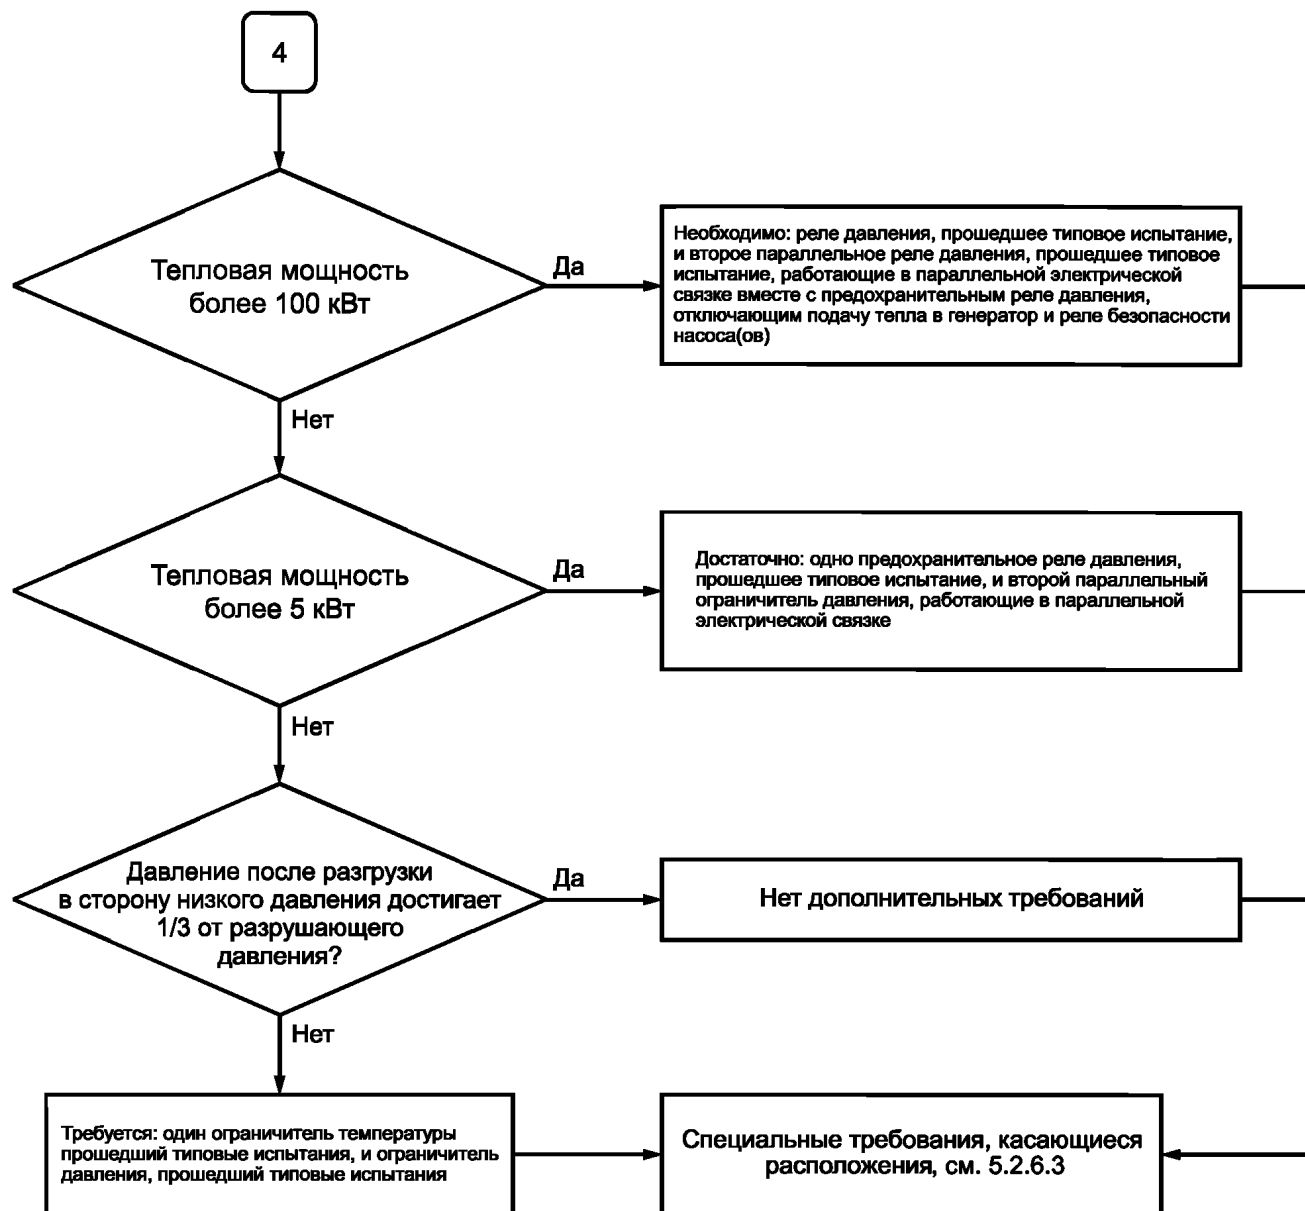 4
Тепловая мощность
более 100 кВт
Да
Необходимо: реле давления, прошедшее типовое испытание,
и второе параллельное реле давления, прошедшее типовое
испытание, работающие в параллельной электрической
связке вместе с предохранительным реле давления,
отключающим подачу тепла в генератор и реле безопасности
насоса(ов)
Нет
Тепловая мощность
более 5 кВт
Да
Достаточно: одно предохранительное реле давления,
прошедшее типовое испытание, и второй параллельный
ограничитель давления, работающие в параллельной
электрической связке
Нет
Давление после разгрузки
в сторону низкого давления достигает
1/3 от разрушающего
давления?
Да
Нет дополнительных требований
Нет
Требуется: один ограничитель температуры
прошедший типовые испытания, и ограничитель
давления, прошедший типовые испытания
Специальные требования, касающиеся
расположения, см. 5.2.6.3